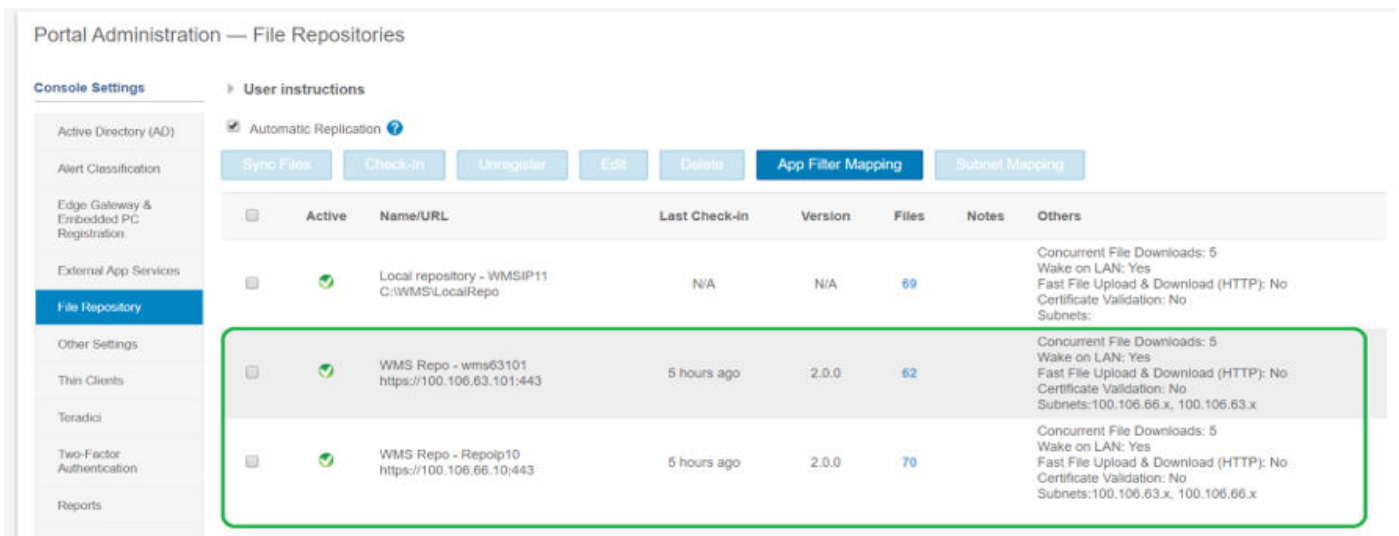 Portal Administration — File Repositories
Console Settings
Active Directory (AD)
Alert Classification
Edge Gateway &
Embedded PC
Registration
External App Services
File Repository
Other Settings
Thin Clients
Teradici
Two-Factor
Authentication
Reports
User instructions
Automatic Replication ?
Sync Files Check-In Unregister Edit Delete App Filter Mapping Subnet Mapping
Active Name/URL Last Check-in Version Files Notes Others
Local repository - WMSIP11
C:\WMS\LocalRepo
N/A N/A 69
Concurrent File Downloads: 5
Wake on LAN: Yes
Fast File Upload & Download (HTTP): No
Certificate Validation: No
Subnets:
WMS Repo - wms63101
https://100.106.63.101:443
5 hours ago 2.0.0 62
Concurrent File Downloads: 5
Wake on LAN: Yes
Fast File Upload & Download (HTTP): No
Certificate Validation: No
Subnets:100.106.66.x, 100.106.63.x
WMS Repo - RepoIp10
https://100.106.66.10:443
5 hours ago 2.0.0 70
Concurrent File Downloads: 5
Wake on LAN: Yes
Fast File Upload & Download (HTTP): No
Certificate Validation: No
Subnets:100.106.63.x, 100.106.66.x